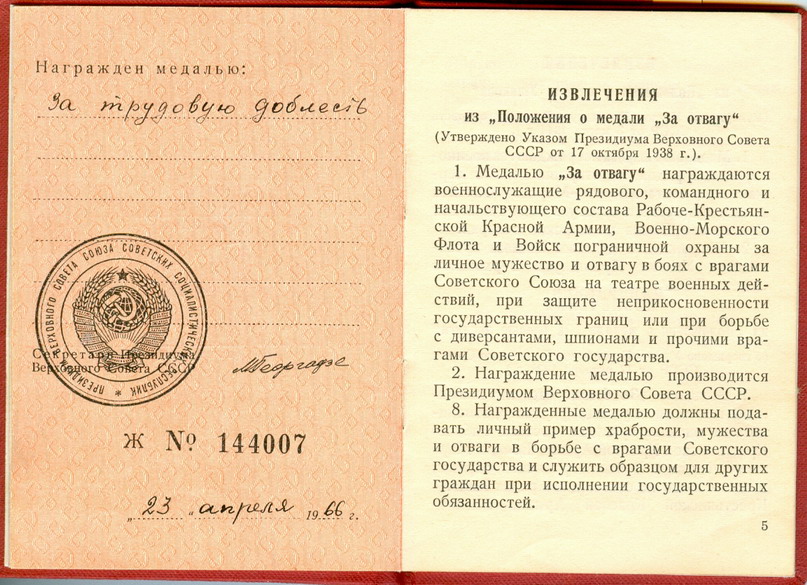 Награжден медалью:
За трудовую доблесть
ПРЕЗИДИУМ ВЕРХОВНОГО СОВЕТА СОЮЗА СОВЕТСКИХ СОЦИАЛИСТИЧЕСКИХ РЕСПУБЛИК *
Секретарь Президиума
Верховного Совета СССР
МГеоргадзе
Ж № 144007
„23 “ апреля 1966 г.
ИЗВЛЕЧЕНИЯ
из „Положения о медали „За отвагу“
(Утверждено Указом Президиума Верховного Совета
СССР от 17 октября 1938 г.).
1. Медалью „За отвагу“ награждаются
военнослужащие рядового, командного и
начальствующего состава Рабоче-Крестьян-
ской Красной Армии, Военно-Морского
Флота и Войск пограничной охраны за
личное мужество и отвагу в боях с врагами
Советского Союза на театре военных дей-
ствий, при защите неприкосновенности
государственных границ или при борьбе
с диверсантами, шпионами и прочими вра-
гами Советского государства.
2. Награждение медалью производится
Президиумом Верховного Совета СССР.
8. Награжденные медалью должны пода-
вать личный пример храбрости, мужества
и отваги в борьбе с врагами Советского
государства и служить образцом для других
граждан при исполнении государственных
обязанностей.
5